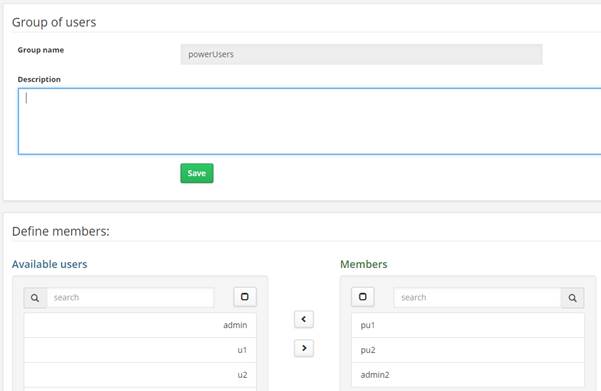 Group of users
Group name
powerUsers
Description
Save
Define members:
Available users
Members
search
search
admin
pu1
u1
pu2
u2
admin2